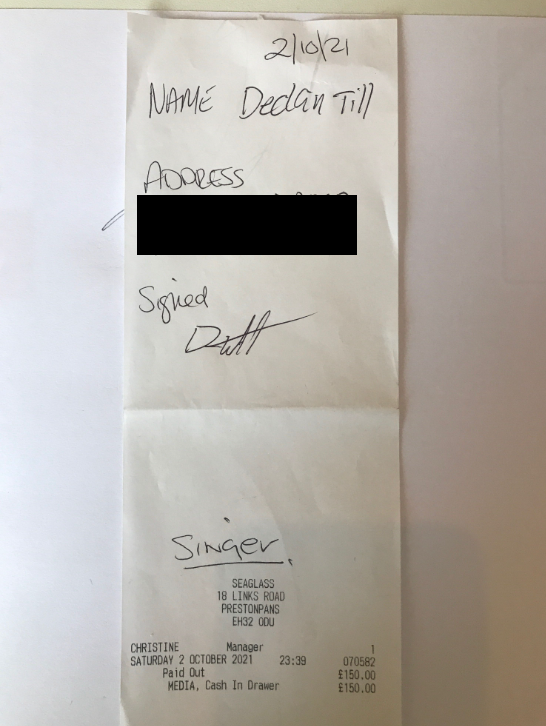 2/10/21
NAME Declan Till
ADDRESS
Signed
SINGER.
SEAGLASS
18 LINKS ROAD
PRESTONPANS
EH32 0DU
CHRISTINE Manager 1
SATURDAY 2 OCTOBER 2021 23:39 070582
Paid Out £150.00
MEDIA, Cash In Drawer £150.00